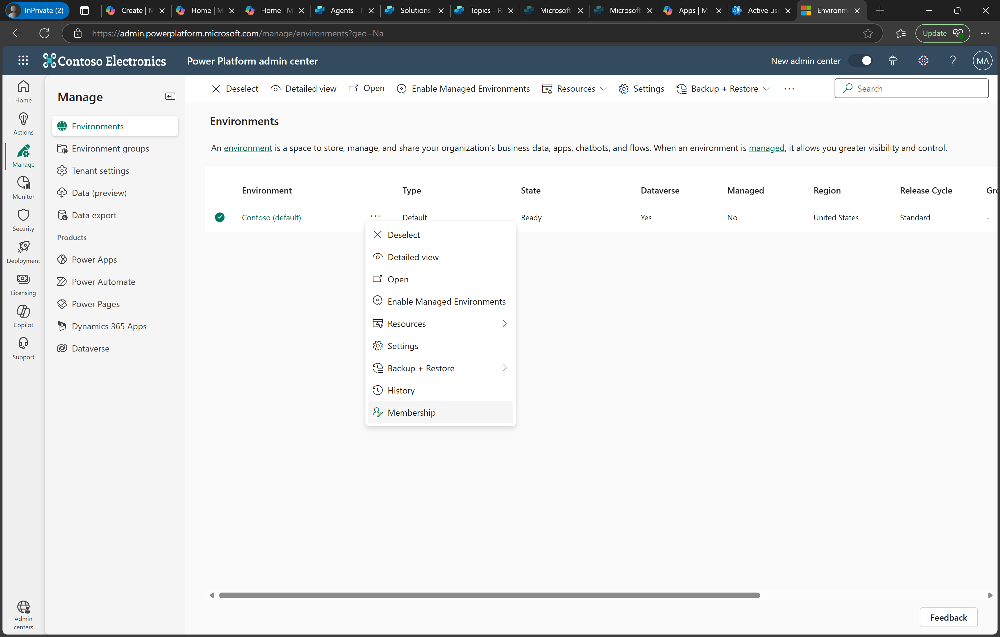 InPrivate (2)
Create | M
Home | M
Home | M
Agents - M
Solutions
Topics - R
Microsoft
Microsoft
Apps | Mi
Active use
Environm
https://admin.powerplatform.microsoft.com/manage/environments?geo=Na
Update
Contoso Electronics
Power Platform admin center
New admin center
MA
Home
Actions
Manage
Monitor
Security
Deployment
Licensing
Copilot
Support
Admin
centers
Manage
Environments
Environment groups
Tenant settings
Data (preview)
Data export
Products
Power Apps
Power Automate
Power Pages
Dynamics 365 Apps
Dataverse
Deselect
Detailed view
Open
Enable Managed Environments
Resources
Settings
Backup + Restore
Search
Environments
An environment is a space to store, manage, and share your organization's business data, apps, chatbots, and flows. When an environment is managed, it allows you greater visibility and control.
Environment Type State Dataverse Managed Region Release Cycle Gro
Contoso (default) ... Default Ready Yes No United States Standard -
Deselect
Detailed view
Open
Enable Managed Environments
Resources
Settings
Backup + Restore
History
Membership
Feedback